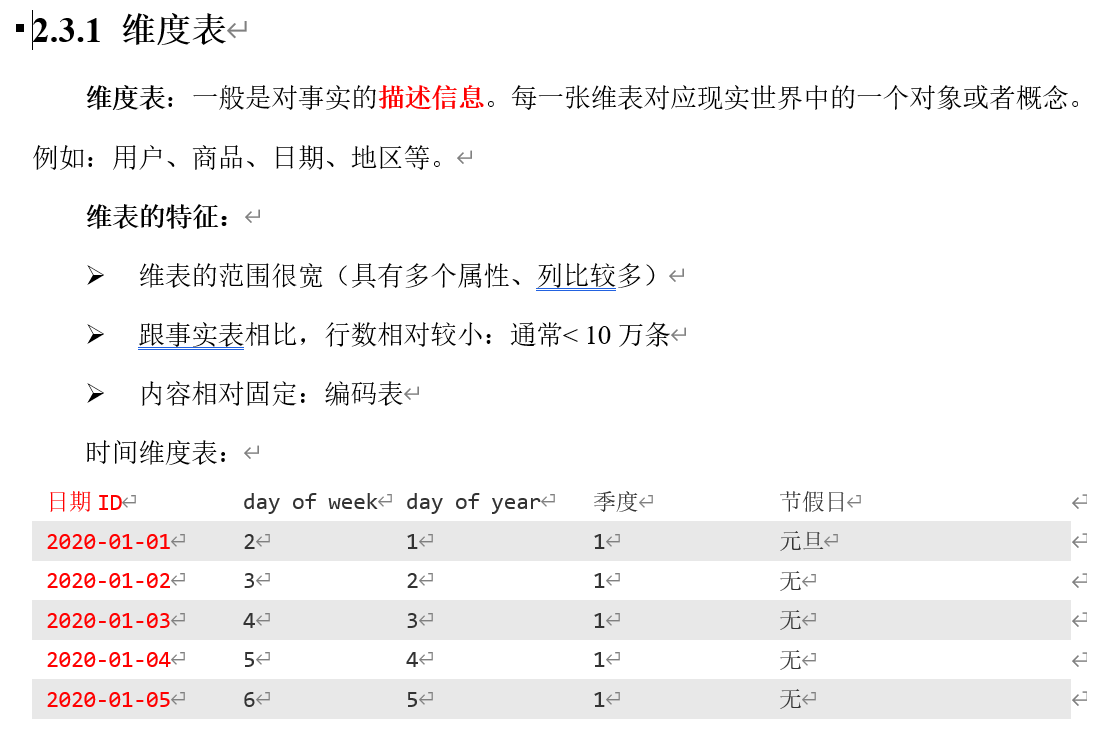 2.3.1 维度表
维度表：一般是对事实的描述信息。每一张维表对应现实世界中的一个对象或者概念。
例如：用户、商品、日期、地区等。
维表的特征：
➢ 维表的范围很宽（具有多个属性、列比较多）
➢ 跟事实表相比，行数相对较小：通常< 10 万条
➢ 内容相对固定：编码表
时间维度表：
日期 ID day of week day of year 季度 节假日
2020-01-01 2 1 1 元旦
2020-01-02 3 2 1 无
2020-01-03 4 3 1 无
2020-01-04 5 4 1 无
2020-01-05 6 5 1 无